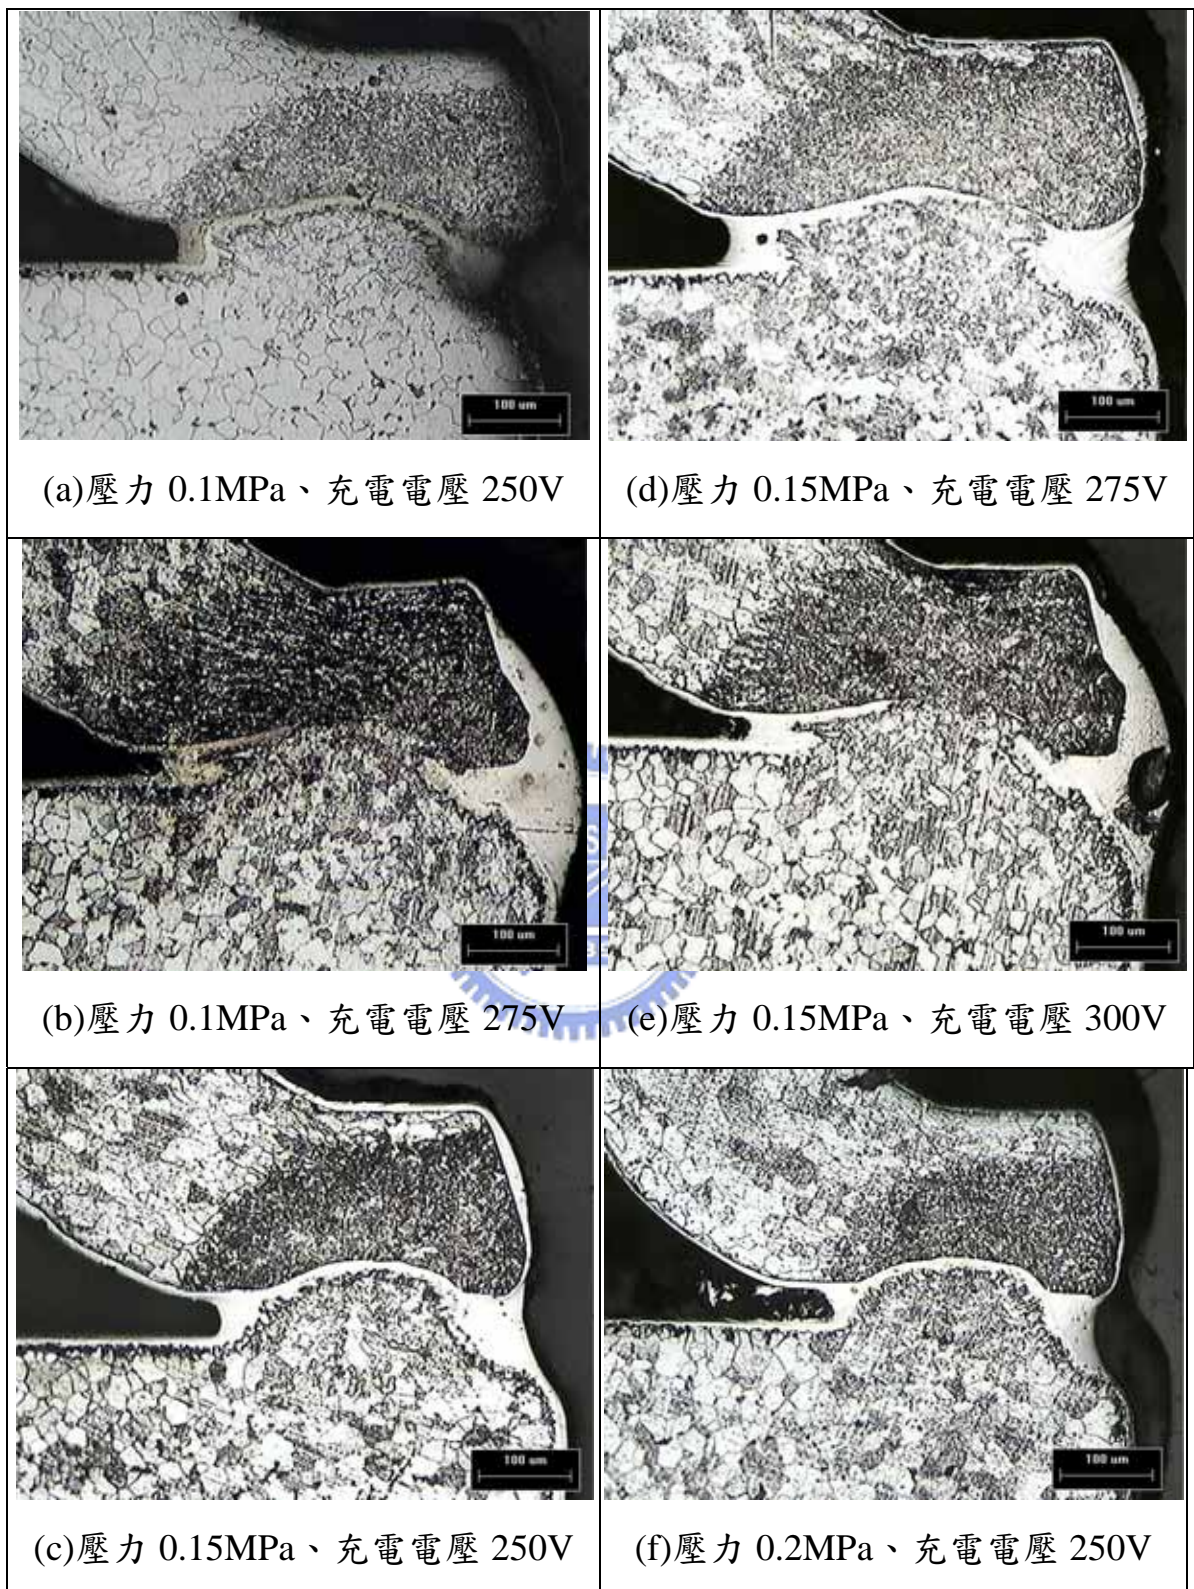 100 um
100 um
(a)壓力 0.1MPa、充電電壓 250V
(d)壓力 0.15MPa、充電電壓 275V
100 um
100 um
(b)壓力 0.1MPa、充電電壓 275V
(e)壓力 0.15MPa、充電電壓 300V
100 um
100 um
(c)壓力 0.15MPa、充電電壓 250V
(f)壓力 0.2MPa、充電電壓 250V